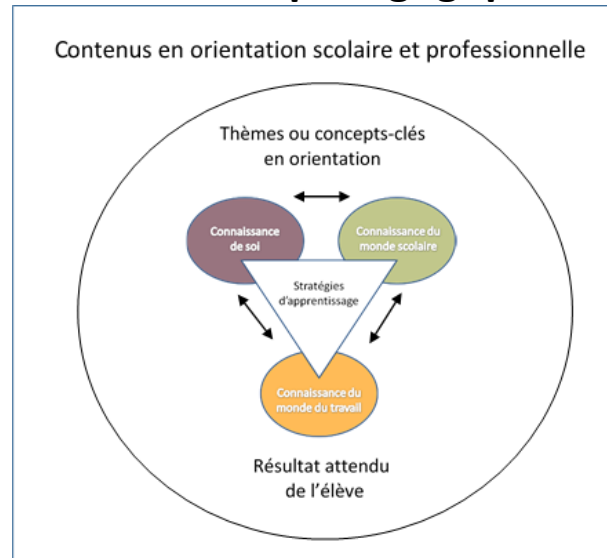 Contenus en orientation scolaire et professionnelle
Thèmes ou concepts-clés
en orientation
Connaissance
de soi
Connaissance du
monde scolaire
Stratégies
d'apprentissage
Connaissance du
monde du travail
Résultat attendu
de l'élève